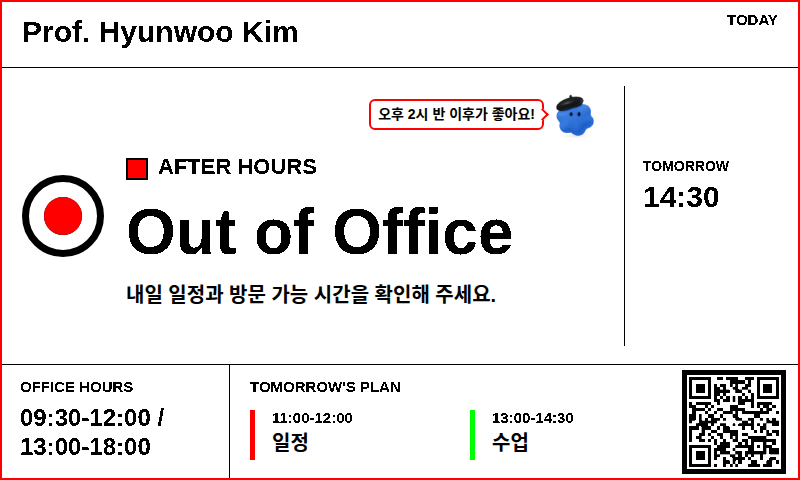 Prof. Hyunwoo Kim
TODAY
오후 2시 반 이후가 좋아요!
AFTER HOURS
Out of Office
내일 일정과 방문 가능 시간을 확인해 주세요.
TOMORROW
14:30
OFFICE HOURS
09:30-12:00 /
13:00-18:00
TOMORROW'S PLAN
11:00-12:00
일정
13:00-14:30
수업